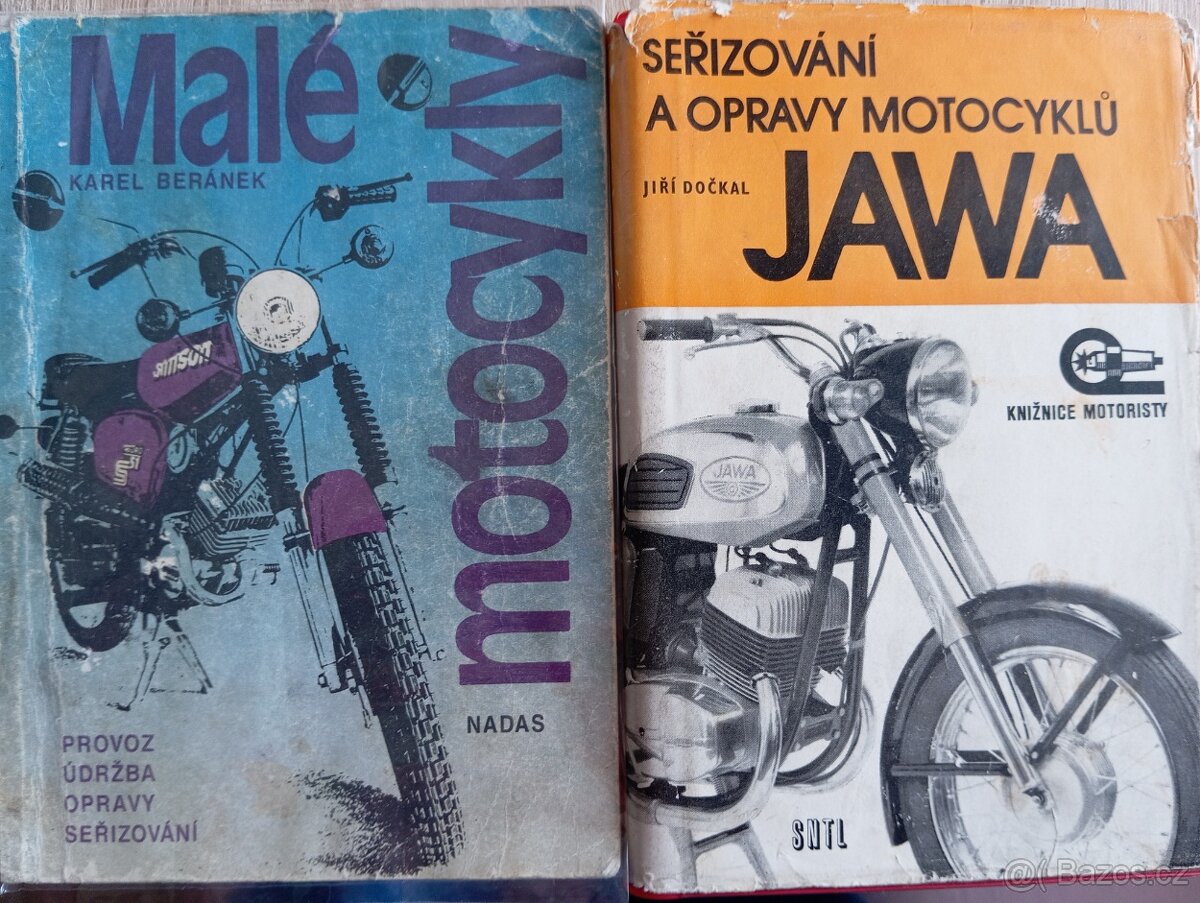 Malé
motocykly
KAREL BERÁNEK
simson
NADAS
PROVOZ
ÚDRŽBA
OPRAVY
SEŘIZOVÁNÍ
SEŘIZOVÁNÍ
A OPRAVY MOTOCYKLŮ
JIŘÍ DOČKAL
JAWA
KNIŽNICE MOTORISTY
JAWA
SNTL
Bazos.cz